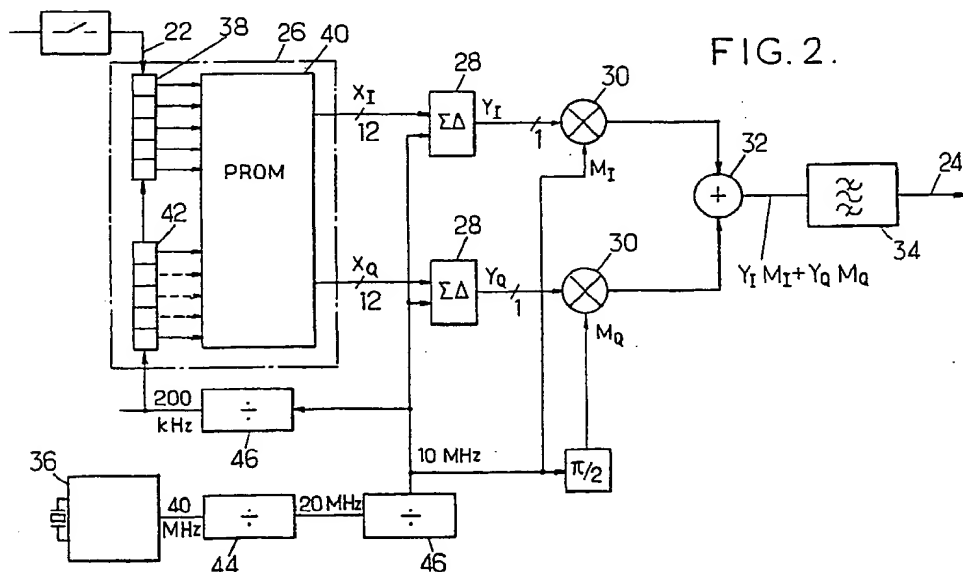 FIG. 2.
22
38
26
40
PROM
42
X_I
12
X_Q
12
28
ΣΔ
Y_I
1
30
M_I
28
ΣΔ
Y_Q
1
30
M_Q
32
+
24
34
Y_I M_I + Y_Q M_Q
200
kHz
÷
46
10 MHz
π/2
36
40
MHz
÷
44
20 MHz
÷
46